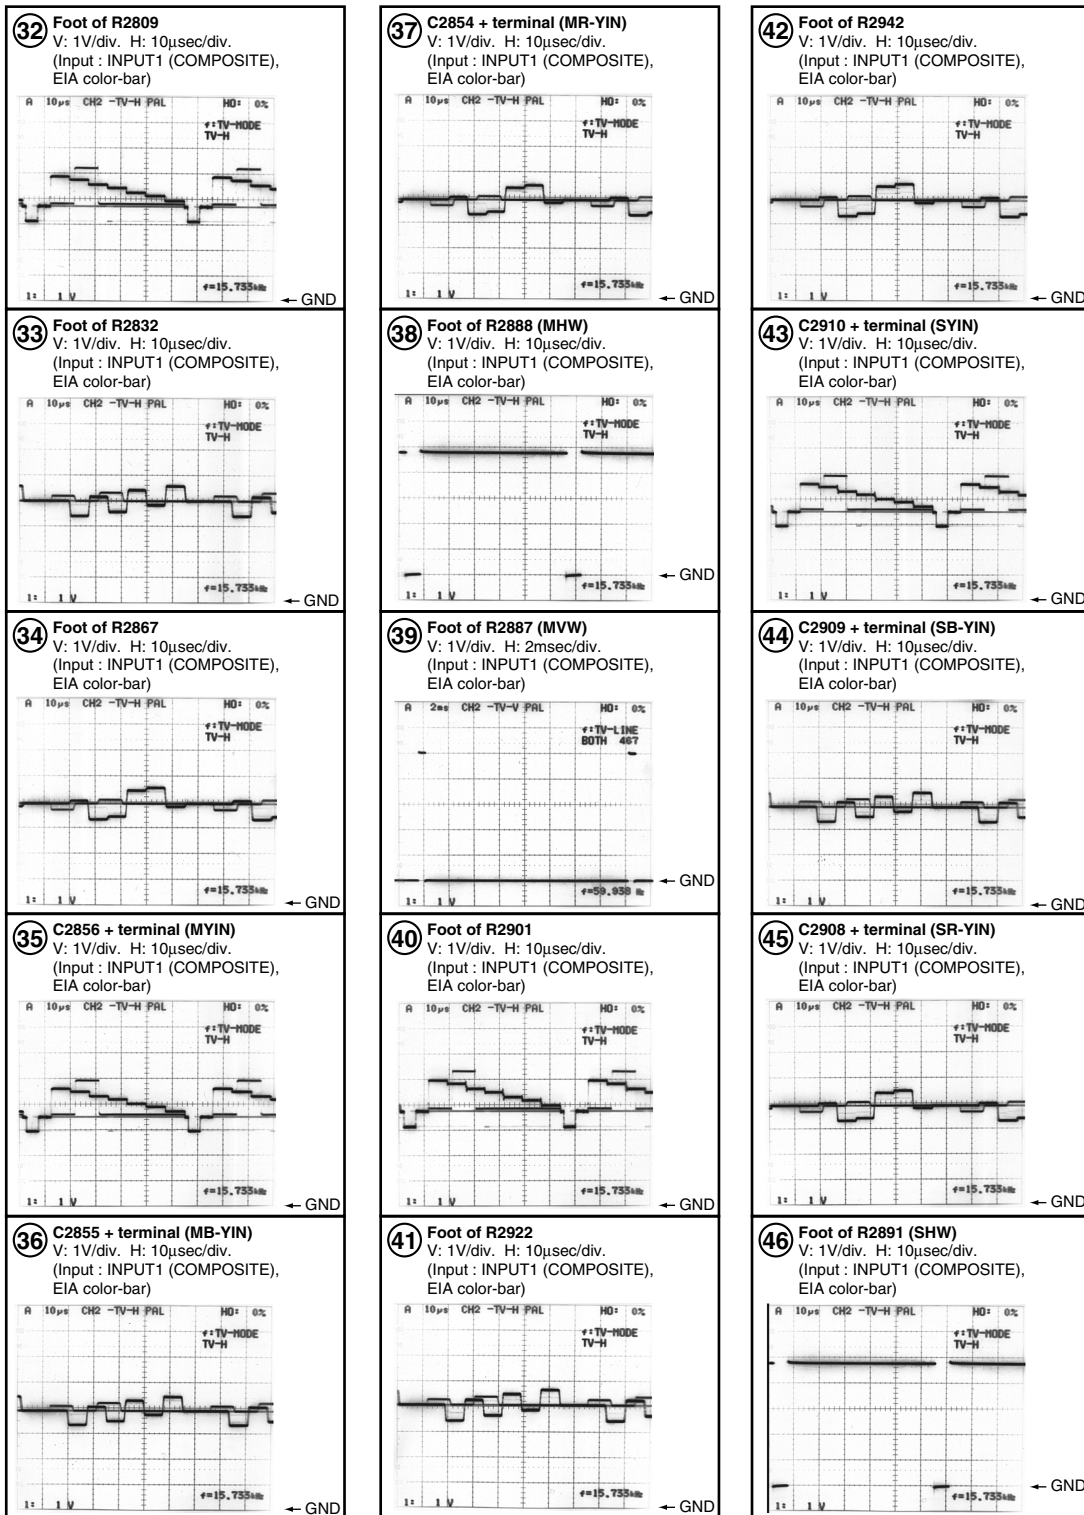 32 Foot of R2809
V: 1V/div. H: 10μsec/div.
(Input : INPUT1 (COMPOSITE),
EIA color-bar)
A 10μs CH2 -TV-H PAL HO: 0%
f:TV-MODE
TV-H
f=15.733kHz
1: 1 V
← GND
33 Foot of R2832
V: 1V/div. H: 10μsec/div.
(Input : INPUT1 (COMPOSITE),
EIA color-bar)
A 10μs CH2 -TV-H PAL HO: 0%
f:TV-MODE
TV-H
f=15.733kHz
1: 1 V
← GND
34 Foot of R2867
V: 1V/div. H: 10μsec/div.
(Input : INPUT1 (COMPOSITE),
EIA color-bar)
A 10μs CH2 -TV-H PAL HO: 0%
f:TV-MODE
TV-H
f=15.733kHz
1: 1 V
← GND
35 C2856 + terminal (MYIN)
V: 1V/div. H: 10μsec/div.
(Input : INPUT1 (COMPOSITE),
EIA color-bar)
A 10μs CH2 -TV-H PAL HO: 0%
f:TV-MODE
TV-H
f=15.733kHz
1: 1 V
← GND
36 C2855 + terminal (MB-YIN)
V: 1V/div. H: 10μsec/div.
(Input : INPUT1 (COMPOSITE),
EIA color-bar)
A 10μs CH2 -TV-H PAL HO: 0%
f:TV-MODE
TV-H
f=15.733kHz
1: 1 V
← GND
37 C2854 + terminal (MR-YIN)
V: 1V/div. H: 10μsec/div.
(Input : INPUT1 (COMPOSITE),
EIA color-bar)
A 10μs CH2 -TV-H PAL HO: 0%
f:TV-MODE
TV-H
f=15.733kHz
1: 1 V
← GND
38 Foot of R2888 (MHW)
V: 1V/div. H: 10μsec/div.
(Input : INPUT1 (COMPOSITE),
EIA color-bar)
A 10μs CH2 -TV-H PAL HO: 0%
f:TV-MODE
TV-H
← GND
f=15.733kHz
1: 1 V
39 Foot of R2887 (MVW)
V: 1V/div. H: 2msec/div.
(Input : INPUT1 (COMPOSITE),
EIA color-bar)
A 2ms CH2 -TV-V PAL HO: 0%
f:TV-LINE
BOTH 467
← GND
f=59.938 Hz
1: 1 V
40 Foot of R2901
V: 1V/div. H: 10μsec/div.
(Input : INPUT1 (COMPOSITE),
EIA color-bar)
A 10μs CH2 -TV-H PAL HO: 0%
f:TV-MODE
TV-H
f=15.733kHz
1: 1 V
← GND
41 Foot of R2922
V: 1V/div. H: 10μsec/div.
(Input : INPUT1 (COMPOSITE),
EIA color-bar)
A 10μs CH2 -TV-H PAL HO: 0%
f:TV-MODE
TV-H
f=15.733kHz
1: 1 V
← GND
42 Foot of R2942
V: 1V/div. H: 10μsec/div.
(Input : INPUT1 (COMPOSITE),
EIA color-bar)
A 10μs CH2 -TV-H PAL HO: 0%
f:TV-MODE
TV-H
f=15.733kHz
1: 1 V
← GND
43 C2910 + terminal (SYIN)
V: 1V/div. H: 10μsec/div.
(Input : INPUT1 (COMPOSITE),
EIA color-bar)
A 10μs CH2 -TV-H PAL HO: 0%
f:TV-MODE
TV-H
f=15.733kHz
1: 1 V
← GND
44 C2909 + terminal (SB-YIN)
V: 1V/div. H: 10μsec/div.
(Input : INPUT1 (COMPOSITE),
EIA color-bar)
A 10μs CH2 -TV-H PAL HO: 0%
f:TV-MODE
TV-H
f=15.733kHz
1: 1 V
← GND
45 C2908 + terminal (SR-YIN)
V: 1V/div. H: 10μsec/div.
(Input : INPUT1 (COMPOSITE),
EIA color-bar)
A 10μs CH2 -TV-H PAL HO: 0%
f:TV-MODE
TV-H
f=15.733kHz
1: 1 V
← GND
46 Foot of R2891 (SHW)
V: 1V/div. H: 10μsec/div.
(Input : INPUT1 (COMPOSITE),
EIA color-bar)
A 10μs CH2 -TV-H PAL HO: 0%
f:TV-MODE
TV-H
← GND
f=15.733kHz
1: 1 V